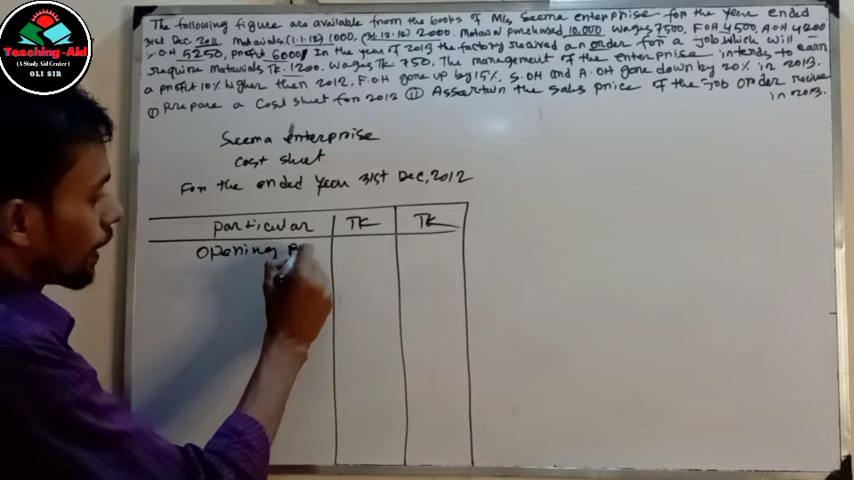 Teaching-Aid
(A Study Aid Center)
OLI SIR
The following figure are available from the books of M/s, Seema enterprise for the year ended
31st Dec. 2011 Materials (1.1.12) 1000, (31.12.12) 2000. Material purchased 10,000 wages 7500, F.OH 4500, A.OH 4200
S.OH 5250, profit 6000/ In the year of 2013 the factory received an order for a job which will
require Materials TK. 1200. Wages TK 750. The management of the enterprise intends to earn
a profit 10% higher then 2012. F.OH gone up by 15%, S.OH and A.OH gone down by 20% in 2013.
(i) Prepare a Cost sheet for 2012 (ii) Assertain the sales price of the Job order receive
in 2013.
Seema enterprise
cost sheet
For the ended year 31st Dec, 2012
particular TK TK
opening